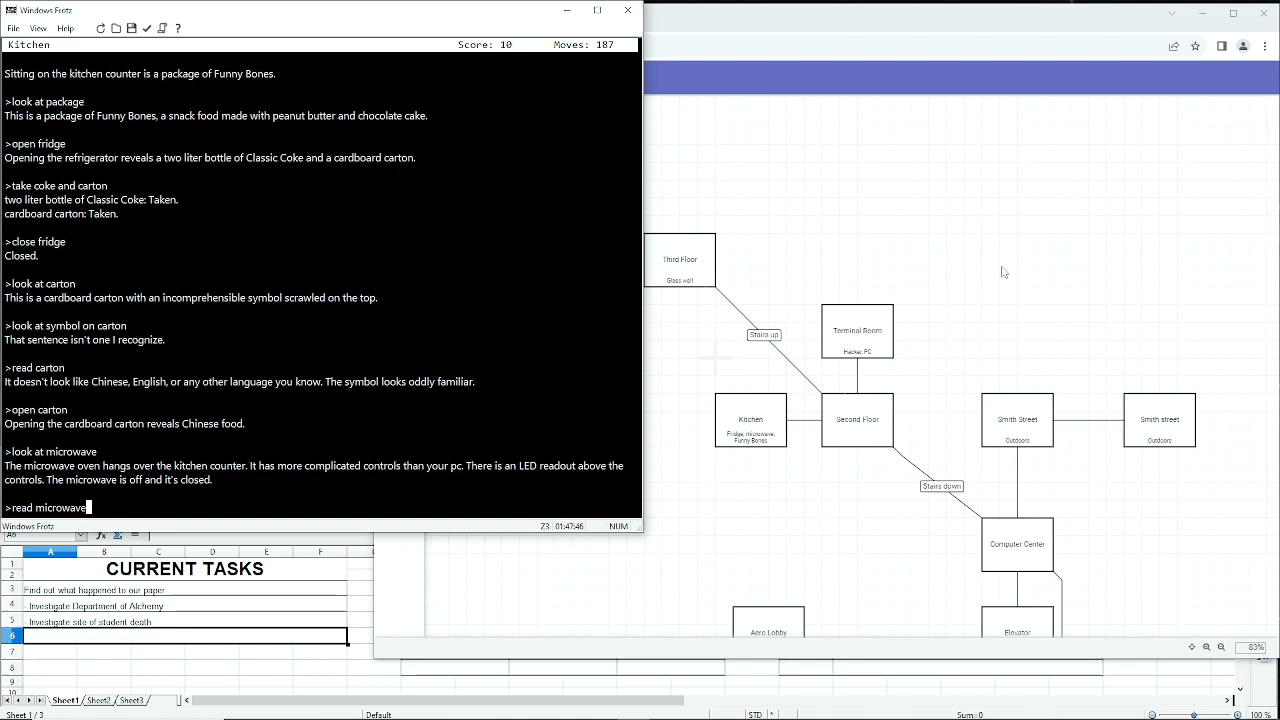 Windows Frotz
File View Help
Kitchen Score: 10 Moves: 187
Sitting on the kitchen counter is a package of Funny Bones.
>look at package
This is a package of Funny Bones, a snack food made with peanut butter and chocolate cake.
>open fridge
Opening the refrigerator reveals a two liter bottle of Classic Coke and a cardboard carton.
>take coke and carton
two liter bottle of Classic Coke: Taken.
cardboard carton: Taken.
>close fridge
Closed.
>look at carton
This is a cardboard carton with an incomprehensible symbol scrawled on the top.
>look at symbol on carton
That sentence isn't one I recognize.
>read carton
It doesn't look like Chinese, English, or any other language you know. The symbol looks oddly familiar.
>open carton
Opening the cardboard carton reveals Chinese food.
>look at microwave
The microwave oven hangs over the kitchen counter. It has more complicated controls than your pc. There is an LED readout above the
controls. The microwave is off and it's closed.
>read microwave
Windows Frotz Z3 01:47:46 NUM
Third Floor
Glass wall
Stairs up
Terminal Room
Hacker, PC
Kitchen
Fridge, microwave,
Funny Bones
Second Floor
Smith Street
Outdoors
Smith street
Outdoors
Stairs down
Computer Center
Aero Lobby
Elevator
83%
A6
A B C D E F
1 CURRENT TASKS
2
3 Find out what happened to our paper
4 - Investigate Department of Alchemy
5 - Investigate site of student death
6
7
8
9
10
Sheet1 Sheet2 Sheet3
Sheet 1 / 3 Default STD * Sum=0 100 %